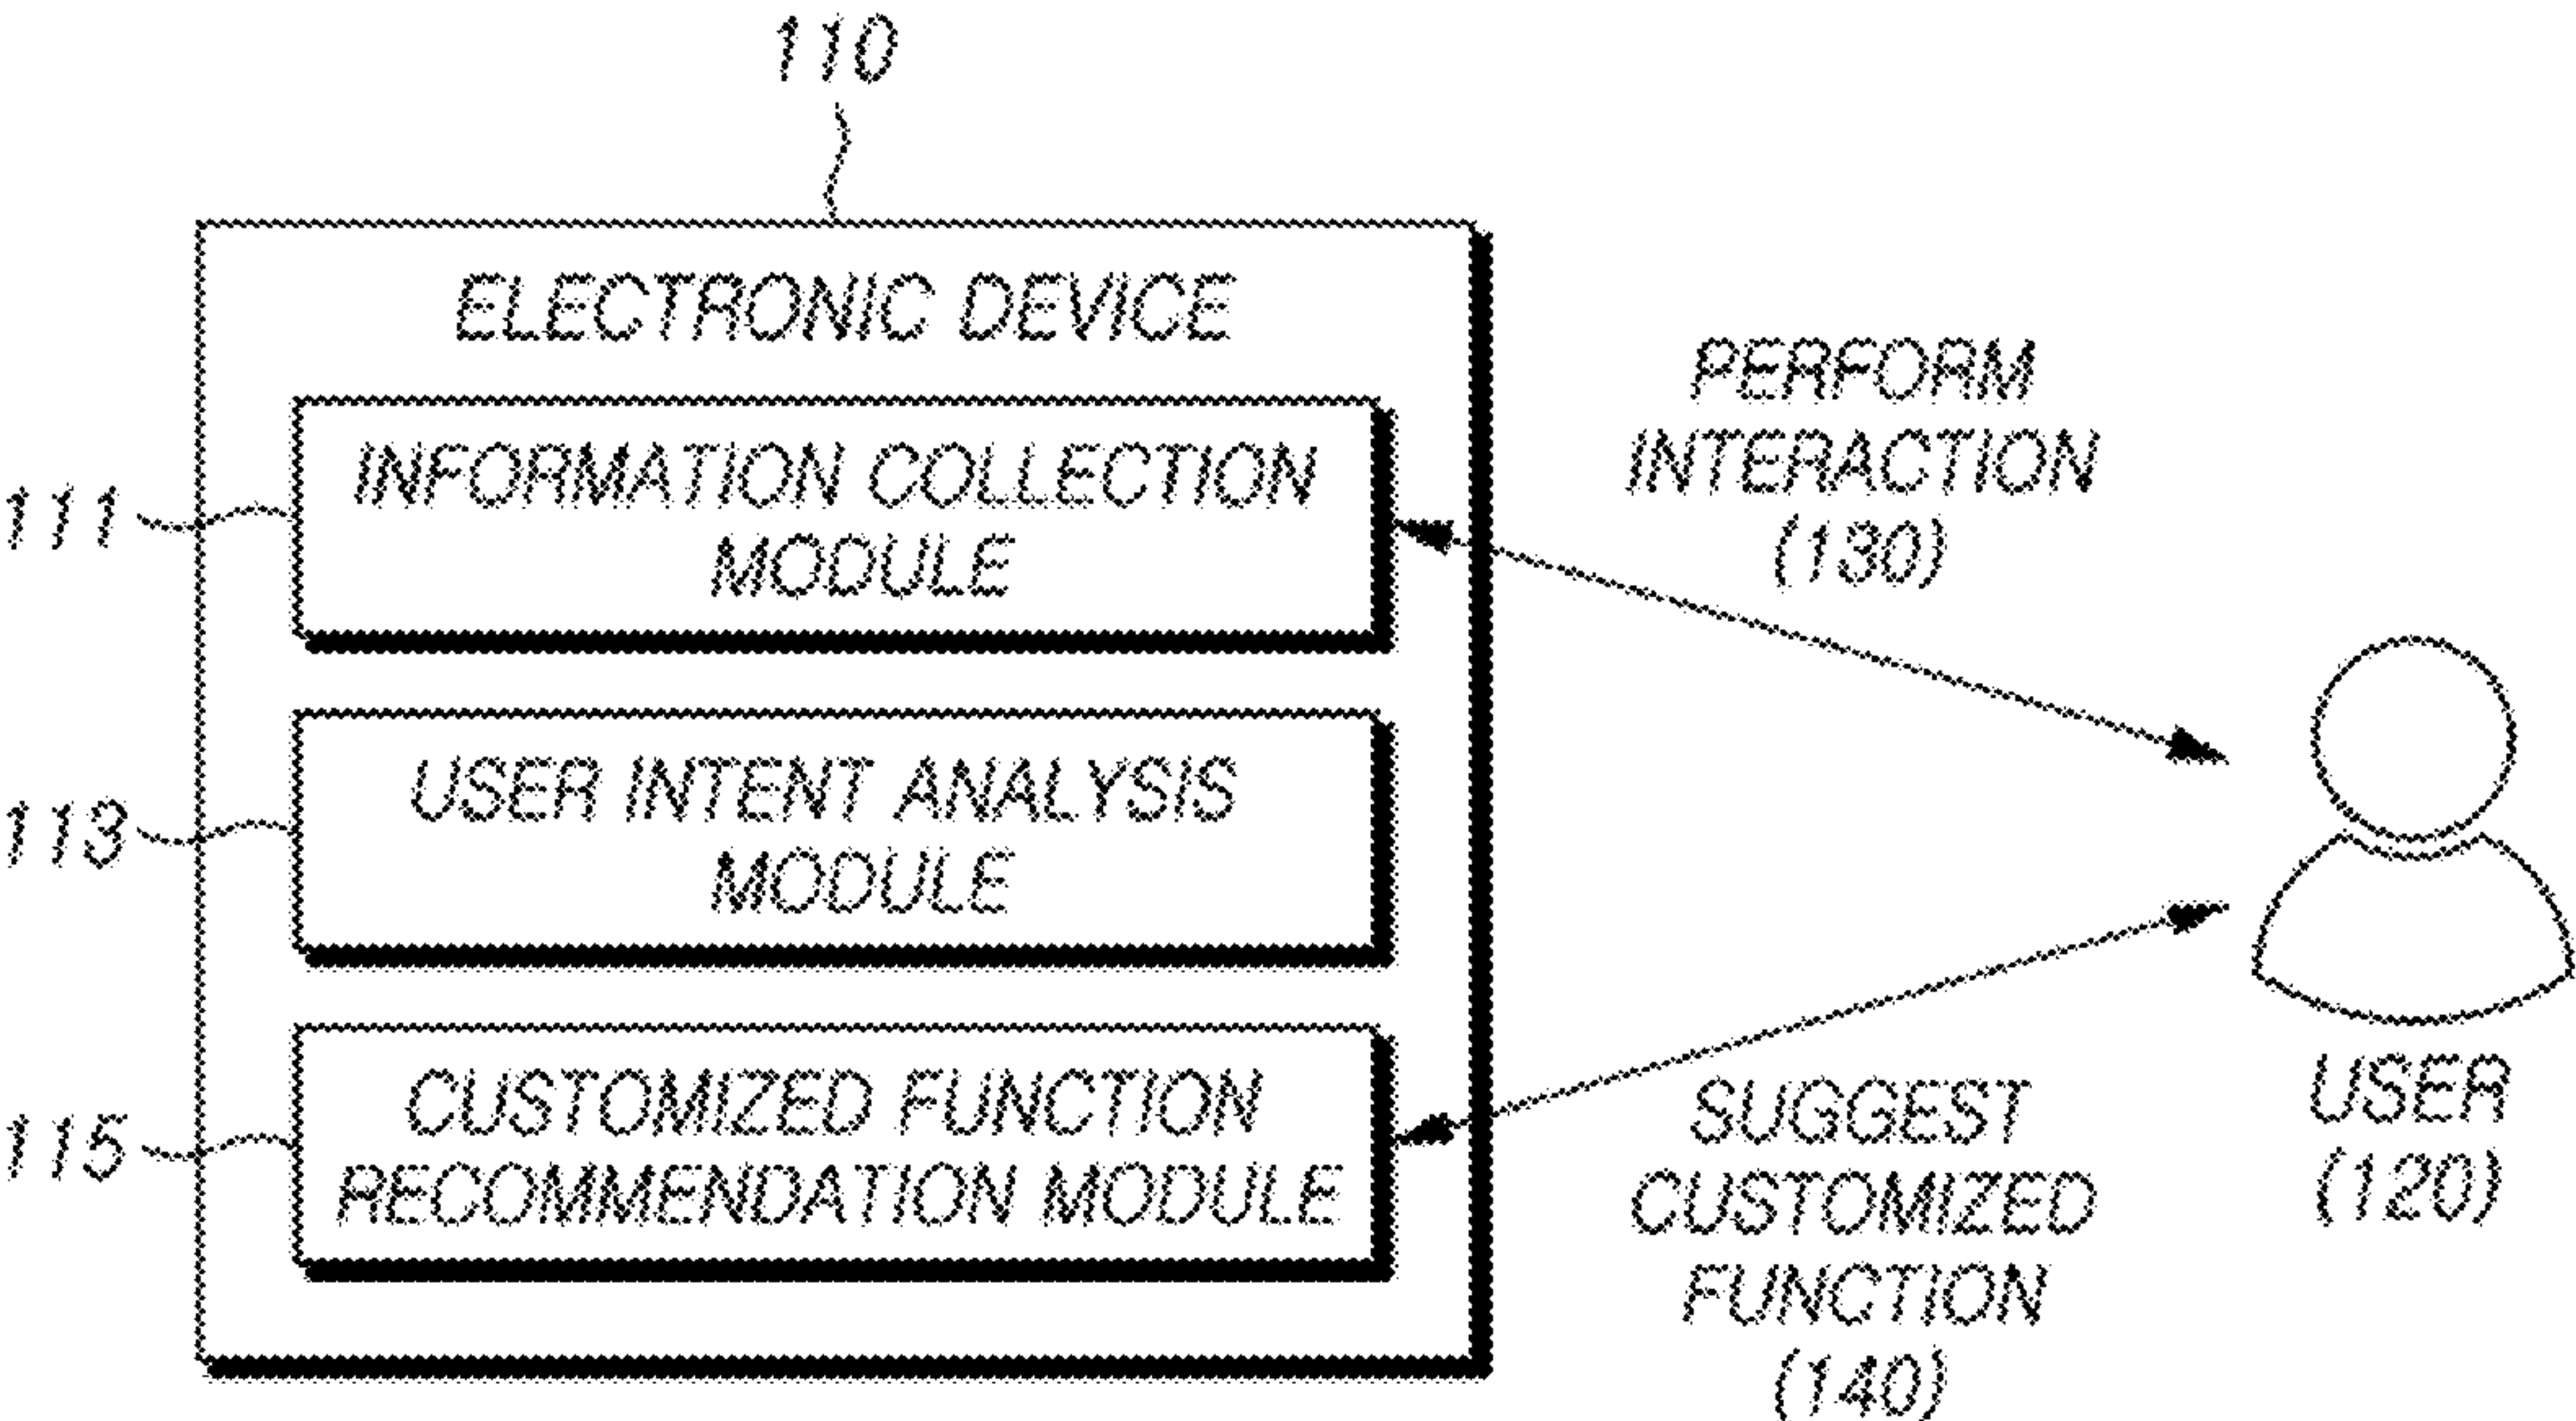 110
ELECTRONIC DEVICE
111
INFORMATION COLLECTION
MODULE
113
USER INTENT ANALYSIS
MODULE
115
CUSTOMIZED FUNCTION
RECOMMENDATION MODULE
PERFORM
INTERACTION
(130)
SUGGEST
CUSTOMIZED
FUNCTION
(140)
USER
(120)